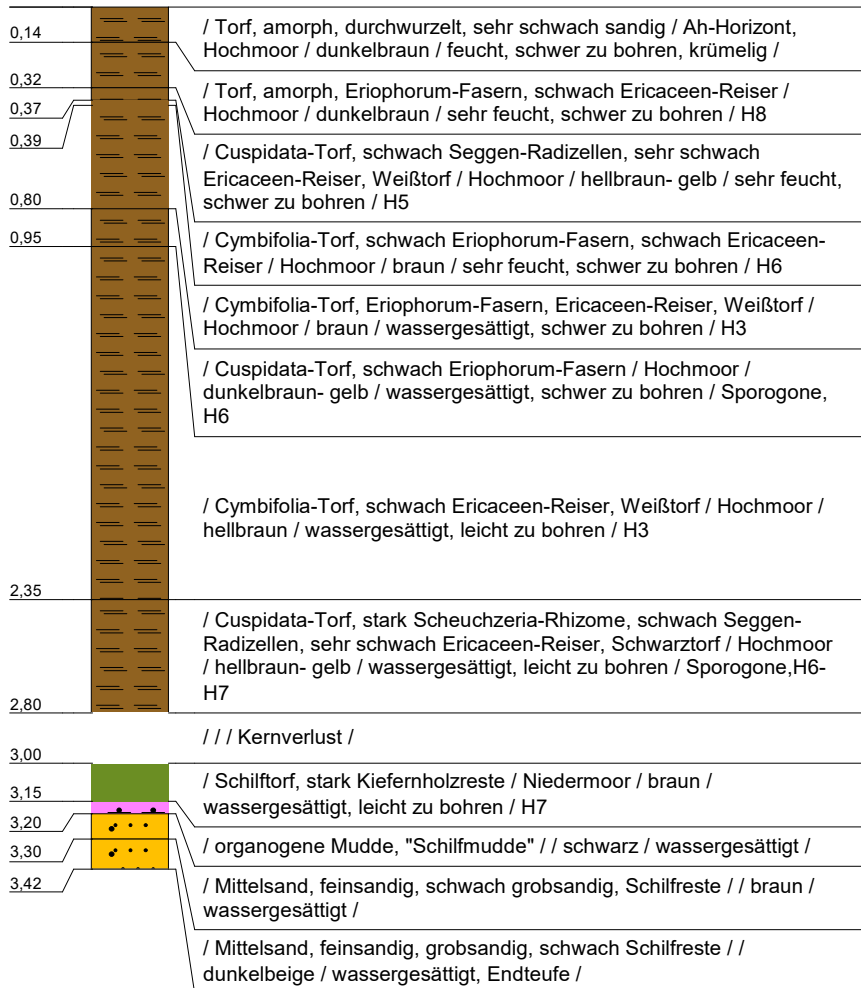 0,14
/ Torf, amorph, durchwurzelt, sehr schwach sandig / Ah-Horizont,
Hochmoor / dunkelbraun / feucht, schwer zu bohren, krümelig /
0,32
/ Torf, amorph, Eriophorum-Fasern, schwach Ericaceen-Reiser /
Hochmoor / dunkelbraun / sehr feucht, schwer zu bohren / H8
0,37
/ Cuspidata-Torf, schwach Seggen-Radizellen, sehr schwach
Ericaceen-Reiser, Weißtorf / Hochmoor / hellbraun- gelb / sehr feucht,
schwer zu bohren / H5
0,39
/ Cymbifolia-Torf, schwach Eriophorum-Fasern, schwach Ericaceen-
Reiser / Hochmoor / braun / sehr feucht, schwer zu bohren / H6
0,80
/ Cymbifolia-Torf, Eriophorum-Fasern, Ericaceen-Reiser, Weißtorf /
Hochmoor / braun / wassergesättigt, schwer zu bohren / H3
0,95
/ Cuspidata-Torf, schwach Eriophorum-Fasern / Hochmoor /
dunkelbraun- gelb / wassergesättigt, schwer zu bohren / Sporogone,
H6
/ Cymbifolia-Torf, schwach Ericaceen-Reiser, Weißtorf / Hochmoor /
hellbraun / wassergesättigt, leicht zu bohren / H3
2,35
/ Cuspidata-Torf, stark Scheuchzeria-Rhizome, schwach Seggen-
Radizellen, sehr schwach Ericaceen-Reiser, Schwarztorf / Hochmoor
/ hellbraun- gelb / wassergesättigt, leicht zu bohren / Sporogone,H6-
H7
2,80
/ / / Kernverlust /
3,00
/ Schilftorf, stark Kiefernholzreste / Niedermoor / braun /
wassergesättigt, leicht zu bohren / H7
3,15
/ organogene Mudde, "Schilfmudde" / / schwarz / wassergesättigt /
3,20
/ Mittelsand, feinsandig, schwach grobsandig, Schilfreste / / braun /
wassergesättigt /
3,30
/ Mittelsand, feinsandig, grobsandig, schwach Schilfreste / /
dunkelbeige / wassergesättigt, Endteufe /
3,42